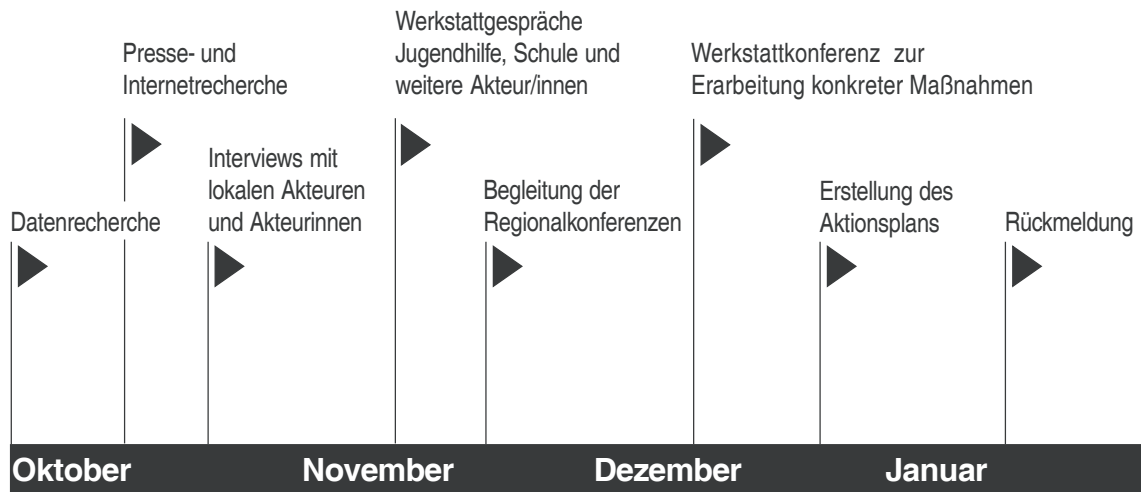 Datenrecherche
Presse- und
Internetrecherche
Interviews mit
lokalen Akteuren
und Akteurinnen
Werkstattgespräche
Jugendhilfe, Schule und
weitere Akteur/innen
Begleitung der
Regionalkonferenzen
Werkstattkonferenz zur
Erarbeitung konkreter Maßnahmen
Erstellung des
Aktionsplans
Rückmeldung
Oktober
November
Dezember
Januar